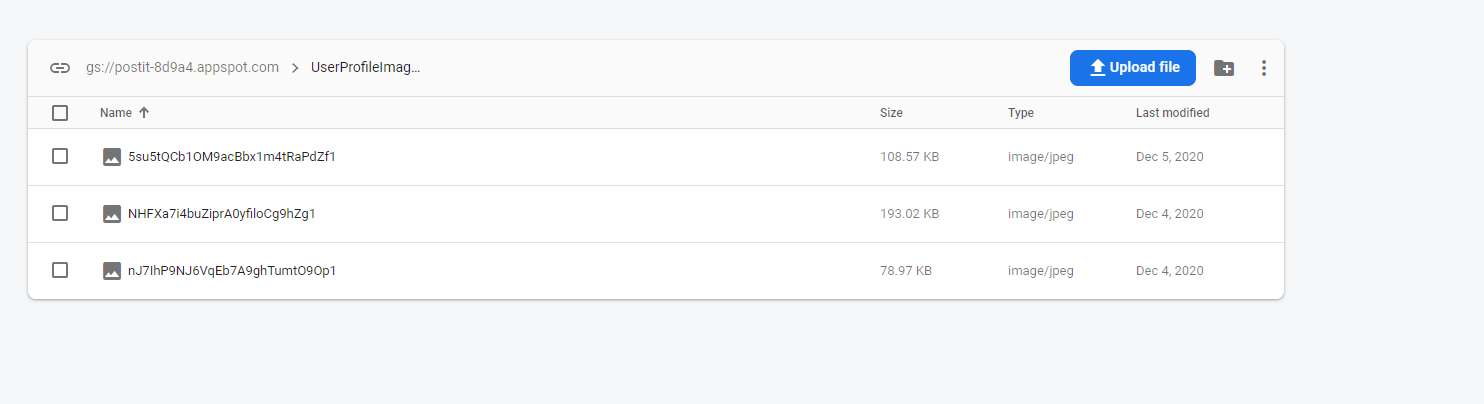 gs://postit-8d9a4.appspot.com > UserProfileImag... Upload file
Name Size Type Last modified
5su5tQCb1OM9acBbx1m4tRaPdZf1 108.57 KB image/jpeg Dec 5, 2020
NHFXa7i4buZiprA0yfiloCg9hZg1 193.02 KB image/jpeg Dec 4, 2020
nJ7IhP9NJ6VqEb7A9ghTumtO9Op1 78.97 KB image/jpeg Dec 4, 2020